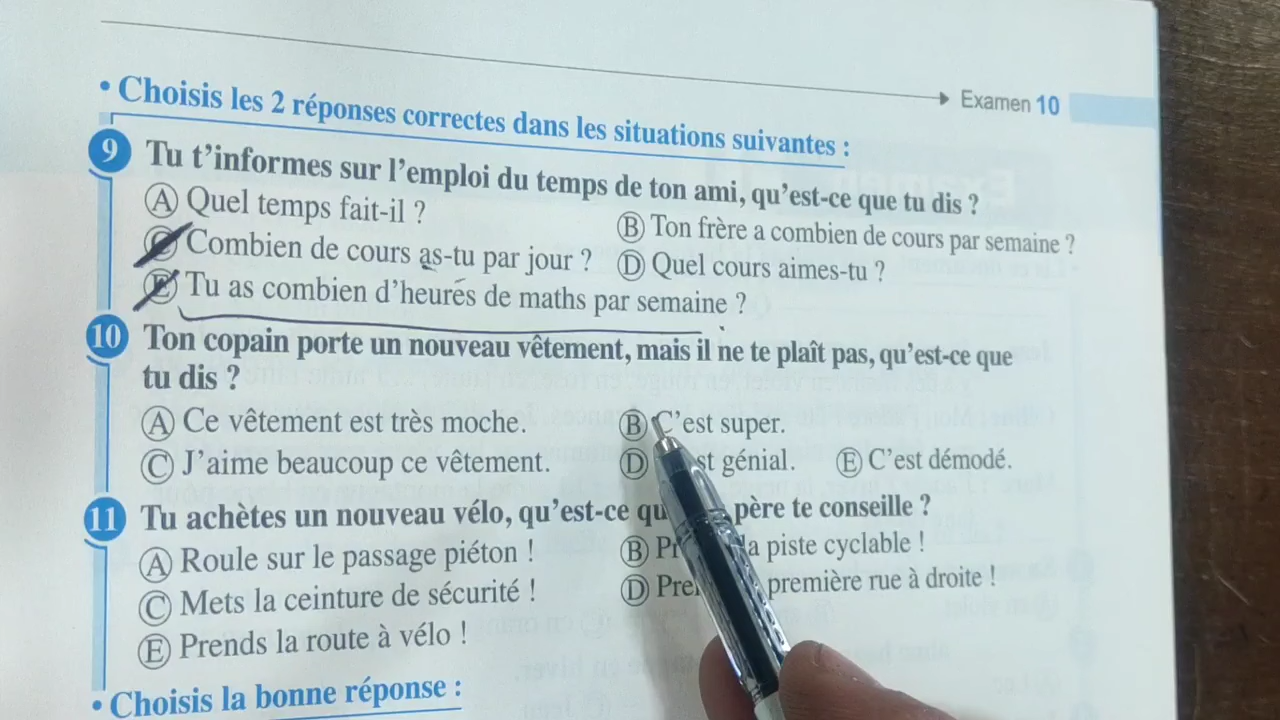 Examen 10
• Choisis les 2 réponses correctes dans les situations suivantes :
9 Tu t'informes sur l'emploi du temps de ton ami, qu'est-ce que tu dis ?
A Quel temps fait-il ? B Ton frère a combien de cours par semaine ?
C Combien de cours as-tu par jour ? D Quel cours aimes-tu ?
E Tu as combien d'heures de maths par semaine ?
10 Ton copain porte un nouveau vêtement, mais il ne te plaît pas, qu'est-ce que
tu dis ?
A Ce vêtement est très moche. B C'est super.
C J'aime beaucoup ce vêtement. D st génial. E C'est démodé.
11 Tu achètes un nouveau vélo, qu'est-ce qu père te conseille ?
A Roule sur le passage piéton ! B Pr la piste cyclable !
C Mets la ceinture de sécurité ! D Pre première rue à droite !
E Prends la route à vélo !
• Choisis la bonne réponse :